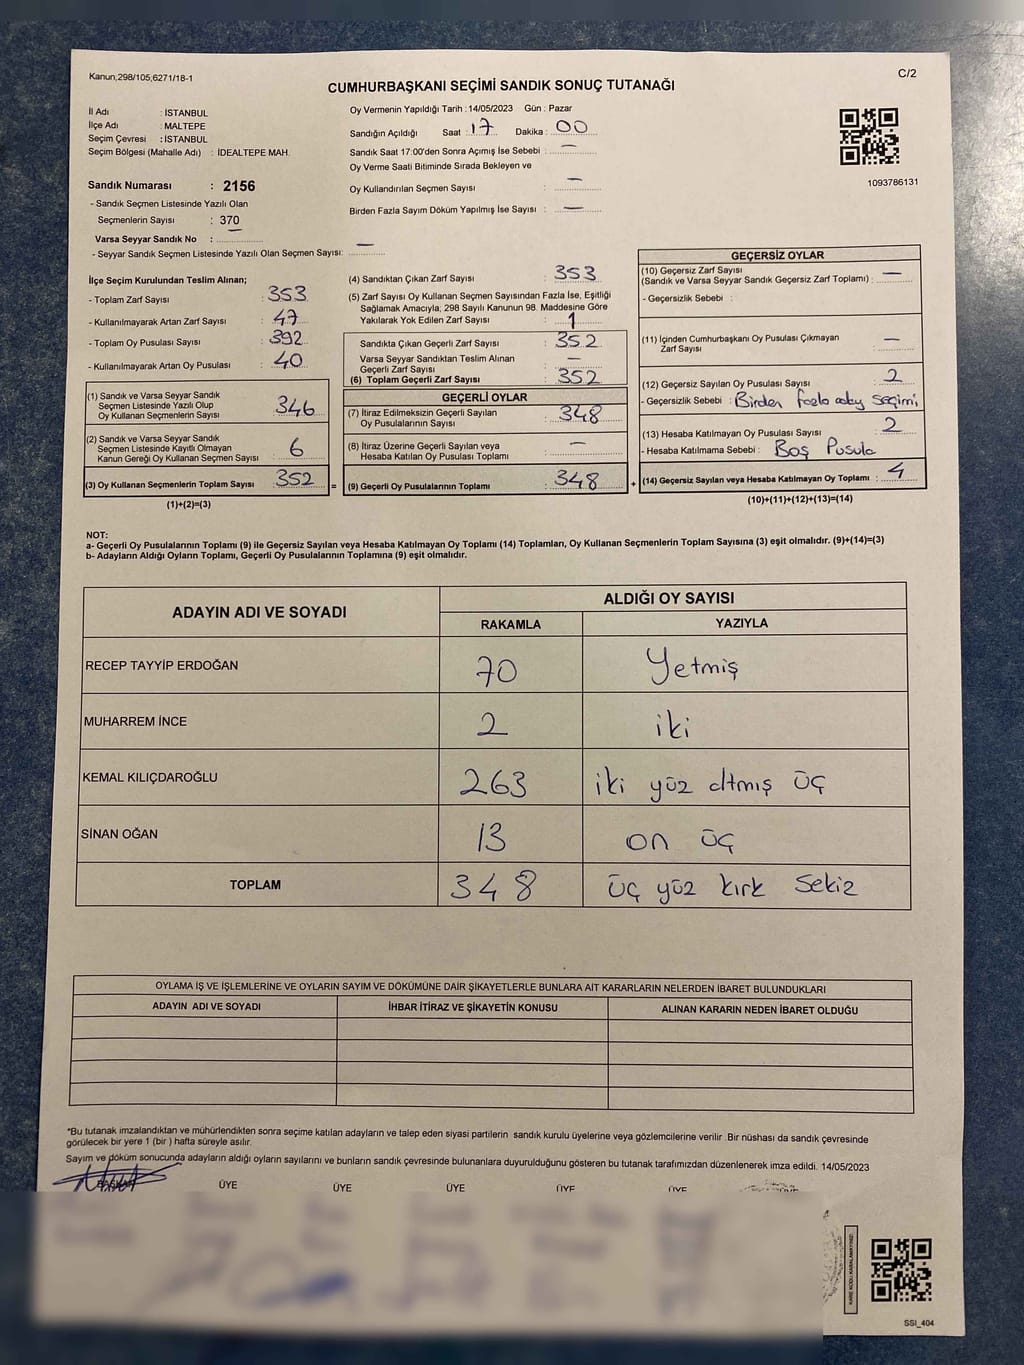 Kanun,298/105,6271/18-1
C/2
CUMHURBAŞKANI SEÇİMİ SANDIK SONUÇ TUTANAĞI
İl Adı : İSTANBUL
İlçe Adı : MALTEPE
Seçim Çevresi : İSTANBUL
Seçim Bölgesi (Mahalle Adı) : İDEALTEPE MAH.
Sandık Numarası : 2156
- Sandık Seçmen Listesinde Yazılı Olan
Seçmenlerin Sayısı : 370
Varsa Seyyar Sandık No : —
- Seyyar Sandık Seçmen Listesinde Yazılı Olan Seçmen Sayısı: —
Oy Vermenin Yapıldığı Tarih : 14/05/2023 Gün : Pazar
Sandığın Açıldığı Saat : 17 Dakika : 00
Sandık Saat 17:00'den Sonra Açımış İse Sebebi : —
Oy Verme Saati Bitiminde Sırada Bekleyen ve
Oy Kullandırılan Seçmen Sayısı : —
Birden Fazla Sayım Döküm Yapılmış İse Sayısı : —
1093786131
İlçe Seçim Kurulundan Teslim Alınan;
- Toplam Zarf Sayısı : 353
- Kullanılmayarak Artan Zarf Sayısı : 47
- Toplam Oy Pusulası Sayısı : 392
- Kullanılmayarak Artan Oy Pusulası : 40
(1) Sandık ve Varsa Seyyar Sandık
Seçmen Listesinde Yazılı Olup
Oy Kullanan Seçmenlerin Sayısı : 346
(2) Sandık ve Varsa Seyyar Sandık
Seçmen Listesinde Kayıtlı Olmayan
Kanun Gereği Oy Kullanan Seçmen Sayısı : 6
(3) Oy Kullanan Seçmenlerin Toplam Sayısı : 352 =
(1)+(2)=(3)
(4) Sandıktan Çıkan Zarf Sayısı : 353
(5) Zarf Sayısı Oy Kullanan Seçmen Sayısından Fazla İse, Eşitliği
Sağlamak Amacıyla; 298 Sayılı Kanunun 98. Maddesine Göre
Yakılarak Yok Edilen Zarf Sayısı : 1
Sandıkta Çıkan Geçerli Zarf Sayısı : 352
Varsa Seyyar Sandıktan Teslim Alınan
Geçerli Zarf Sayısı : —
(6) Toplam Geçerli Zarf Sayısı : 352
GEÇERLİ OYLAR
(7) İtiraz Edilmeksizin Geçerli Sayılan
Oy Pusulalarının Sayısı : 348
(8) İtiraz Üzerine Geçerli Sayılan veya
Hesaba Katılan Oy Pusulası Toplamı : —
(9) Geçerli Oy Pusulalarının Toplamı : 348 +
GEÇERSİZ OYLAR
(10) Geçersiz Zarf Sayısı
(Sandık ve Varsa Seyyar Sandık Geçersiz Zarf Toplamı) : —
- Geçersizlik Sebebi :
(11) İçinden Cumhurbaşkanı Oy Pusulası Çıkmayan
Zarf Sayısı : —
(12) Geçersiz Sayılan Oy Pusulası Sayısı : 2
- Geçersizlik Sebebi : Birden fazla aday seçimi
(13) Hesaba Katılmayan Oy Pusulası Sayısı : 2
- Hesaba Katılmama Sebebi : Boş Pusula
(14) Geçersiz Sayılan veya Hesaba Katılmayan Oy Toplamı : 4
(10)+(11)+(12)+(13)=(14)
NOT:
a- Geçerli Oy Pusulalarının Toplamı (9) ile Geçersiz Sayılan veya Hesaba Katılmayan Oy Toplamı (14) Toplamları, Oy Kullanan Seçmenlerin Toplam Sayısına (3) eşit olmalıdır. (9)+(14)=(3)
b- Adayların Aldığı Oyların Toplamı, Geçerli Oy Pusulalarının Toplamına (9) eşit olmalıdır.
ADAYIN ADI VE SOYADI ALDIĞI OY SAYISI
RAKAMLA YAZIYLA
RECEP TAYYİP ERDOĞAN 70 Yetmiş
MUHARREM İNCE 2 iki
KEMAL KILIÇDAROĞLU 263 iki yüz altmış üç
SİNAN OĞAN 13 on üç
TOPLAM 348 üç yüz kırk sekiz
OYLAMA İŞ VE İŞLEMLERİNE VE OYLARIN SAYIM VE DÖKÜMÜNE DAİR ŞİKAYETLERLE BUNLARA AİT KARARLARIN NELERDEN İBARET BULUNDUKLARI
ADAYIN ADI VE SOYADI İHBAR İTİRAZ VE ŞİKAYETİN KONUSU ALINAN KARARIN NEDEN İBARET OLDUĞU
*Bu tutanak imzalandıktan ve mühürlendikten sonra seçime katılan adayların ve talep eden siyasi partilerin sandık kurulu üyelerine veya gözlemcilerine verilir .Bir nüshası da sandık çevresinde
görülecek bir yere 1 (bir ) hafta süreyle asılır.
Sayım ve döküm sonucunda adayların aldığı oyların sayılarını ve bunların sandık çevresinde bulunanlara duyurulduğunu gösteren bu tutanak tarafımızdan düzenlenerek imza edildi. 14/05/2023
BAŞKAN ÜYE ÜYE ÜYE ÜYE ÜYE ÜYE
KARE KODU KARALAMAYINIZ!
SSI_404